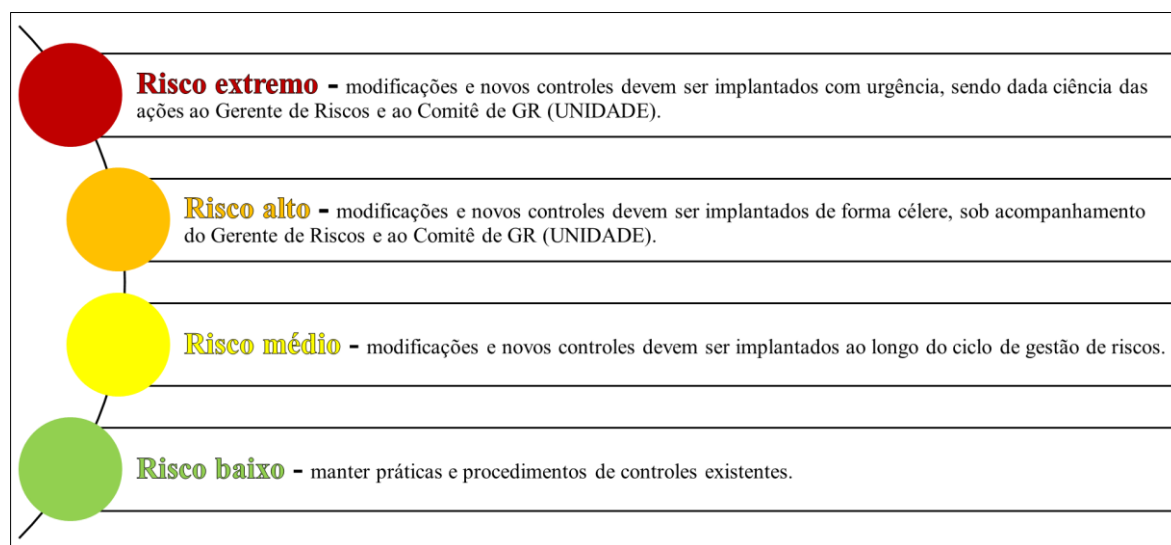 Risco extremo - modificações e novos controles devem ser implantados com urgência, sendo dada ciência das
ações ao Gerente de Riscos e ao Comitê de GR (UNIDADE).
Risco alto - modificações e novos controles devem ser implantados de forma célere, sob acompanhamento
do Gerente de Riscos e ao Comitê de GR (UNIDADE).
Risco médio - modificações e novos controles devem ser implantados ao longo do ciclo de gestão de riscos.
Risco baixo - manter práticas e procedimentos de controles existentes.